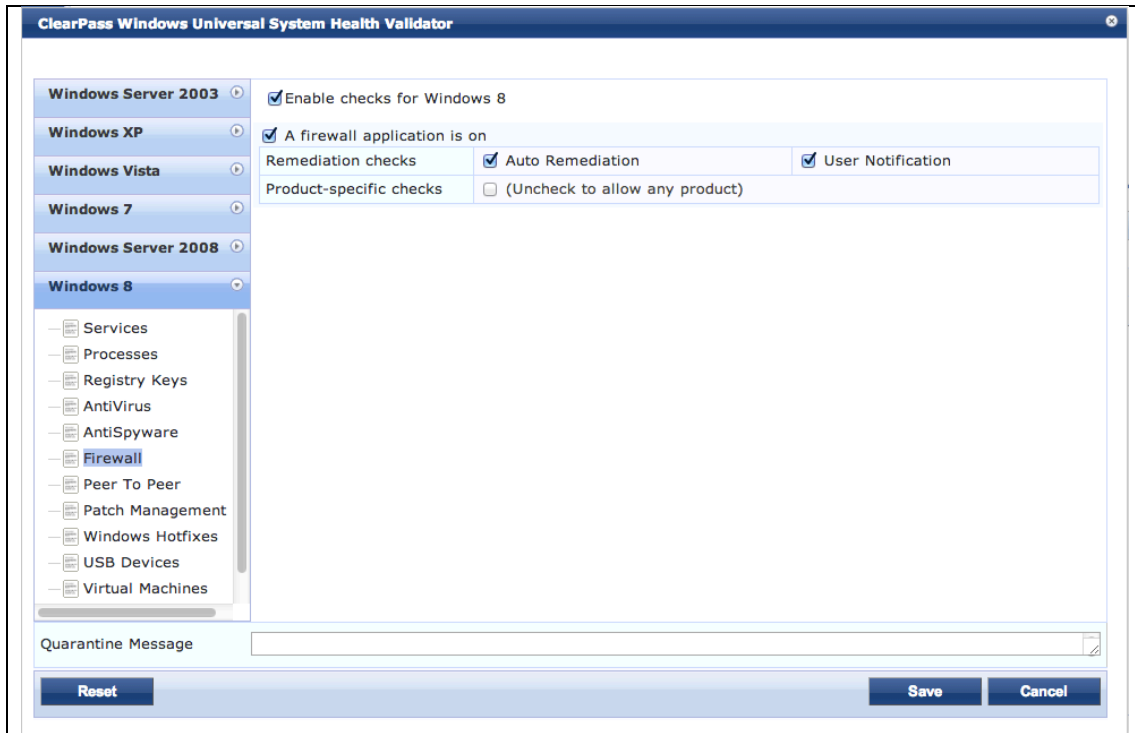 ClearPass Windows Universal System Health Validator
Windows Server 2003
Windows XP
Windows Vista
Windows 7
Windows Server 2008
Windows 8
Services
Processes
Registry Keys
AntiVirus
AntiSpyware
Firewall
Peer To Peer
Patch Management
Windows Hotfixes
USB Devices
Virtual Machines
Enable checks for Windows 8
A firewall application is on
Remediation checks Auto Remediation User Notification
Product-specific checks (Uncheck to allow any product)
Quarantine Message
Reset Save Cancel